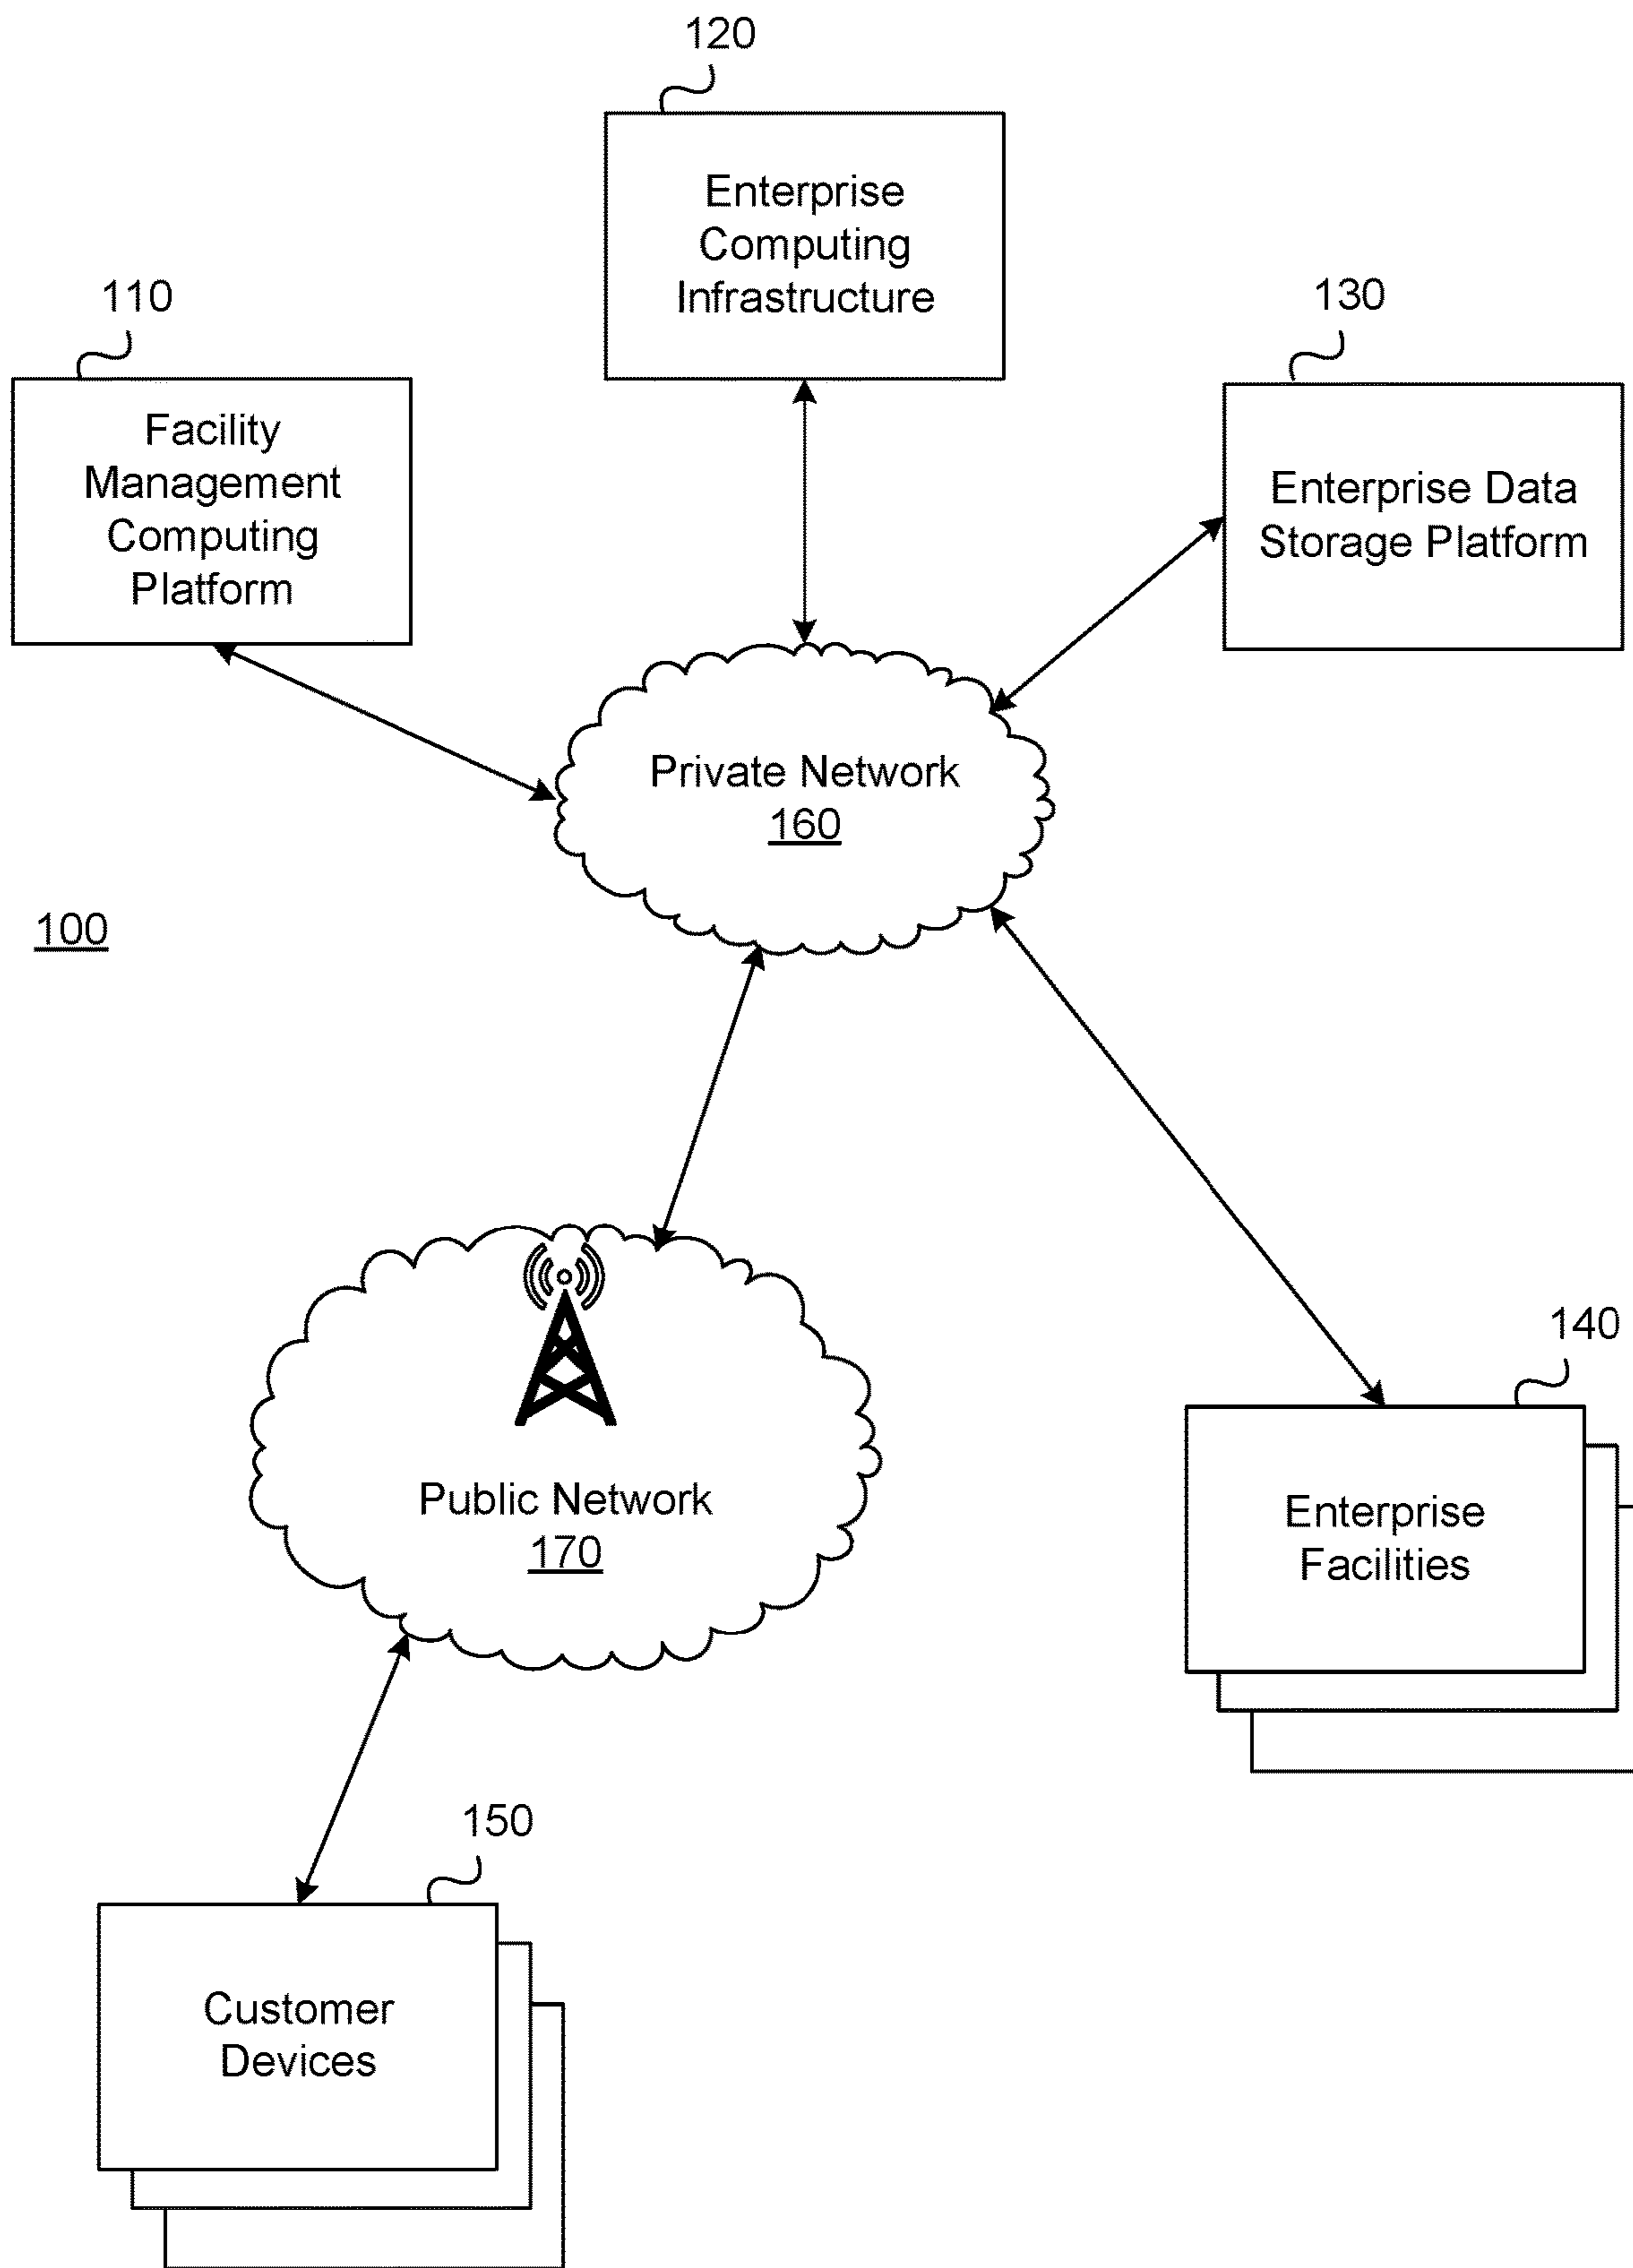 120
Enterprise
Computing
Infrastructure
110
Facility
Management
Computing
Platform
130
Enterprise Data
Storage Platform
Private Network
160
100
Public Network
170
140
Enterprise
Facilities
150
Customer
Devices